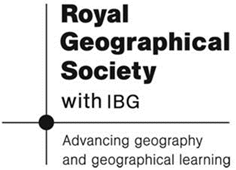 Royal
Geographical
Society
with IBG
Advancing geography
and geographical learning